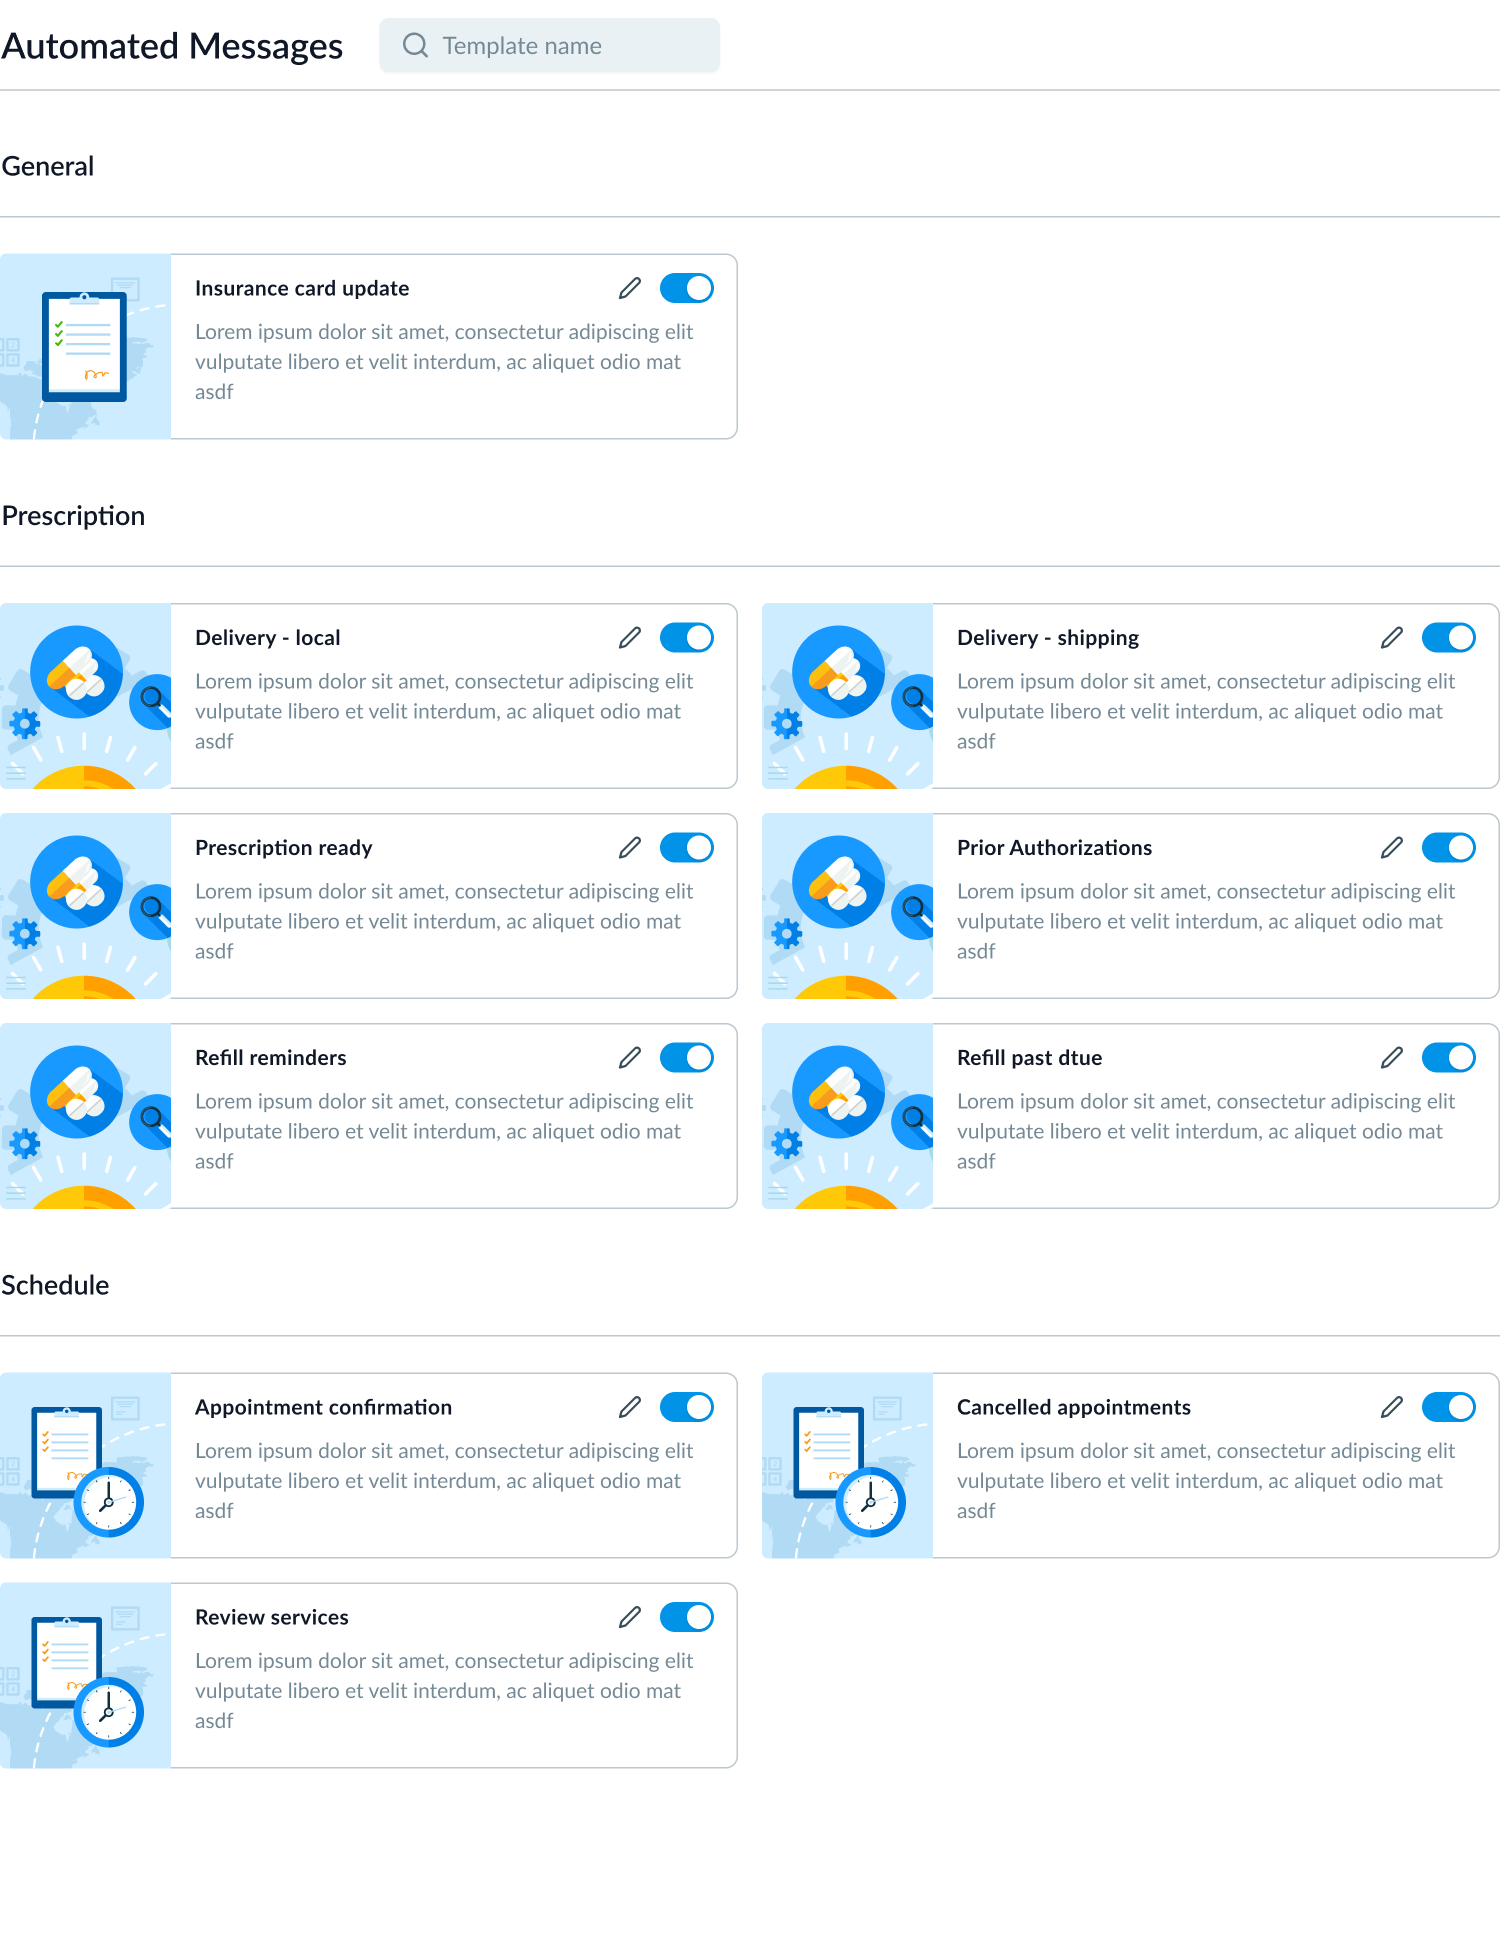 Automated Messages
Template name
General
Insurance card update
Lorem ipsum dolor sit amet, consectetur adipiscing elit
vulputate libero et velit interdum, ac aliquet odio mat
asdf
Prescription
Delivery - local
Lorem ipsum dolor sit amet, consectetur adipiscing elit
vulputate libero et velit interdum, ac aliquet odio mat
asdf
Delivery - shipping
Lorem ipsum dolor sit amet, consectetur adipiscing elit
vulputate libero et velit interdum, ac aliquet odio mat
asdf
Prescription ready
Lorem ipsum dolor sit amet, consectetur adipiscing elit
vulputate libero et velit interdum, ac aliquet odio mat
asdf
Prior Authorizations
Lorem ipsum dolor sit amet, consectetur adipiscing elit
vulputate libero et velit interdum, ac aliquet odio mat
asdf
Refill reminders
Lorem ipsum dolor sit amet, consectetur adipiscing elit
vulputate libero et velit interdum, ac aliquet odio mat
asdf
Refill past dtue
Lorem ipsum dolor sit amet, consectetur adipiscing elit
vulputate libero et velit interdum, ac aliquet odio mat
asdf
Schedule
Appointment confirmation
Lorem ipsum dolor sit amet, consectetur adipiscing elit
vulputate libero et velit interdum, ac aliquet odio mat
asdf
Cancelled appointments
Lorem ipsum dolor sit amet, consectetur adipiscing elit
vulputate libero et velit interdum, ac aliquet odio mat
asdf
Review services
Lorem ipsum dolor sit amet, consectetur adipiscing elit
vulputate libero et velit interdum, ac aliquet odio mat
asdf